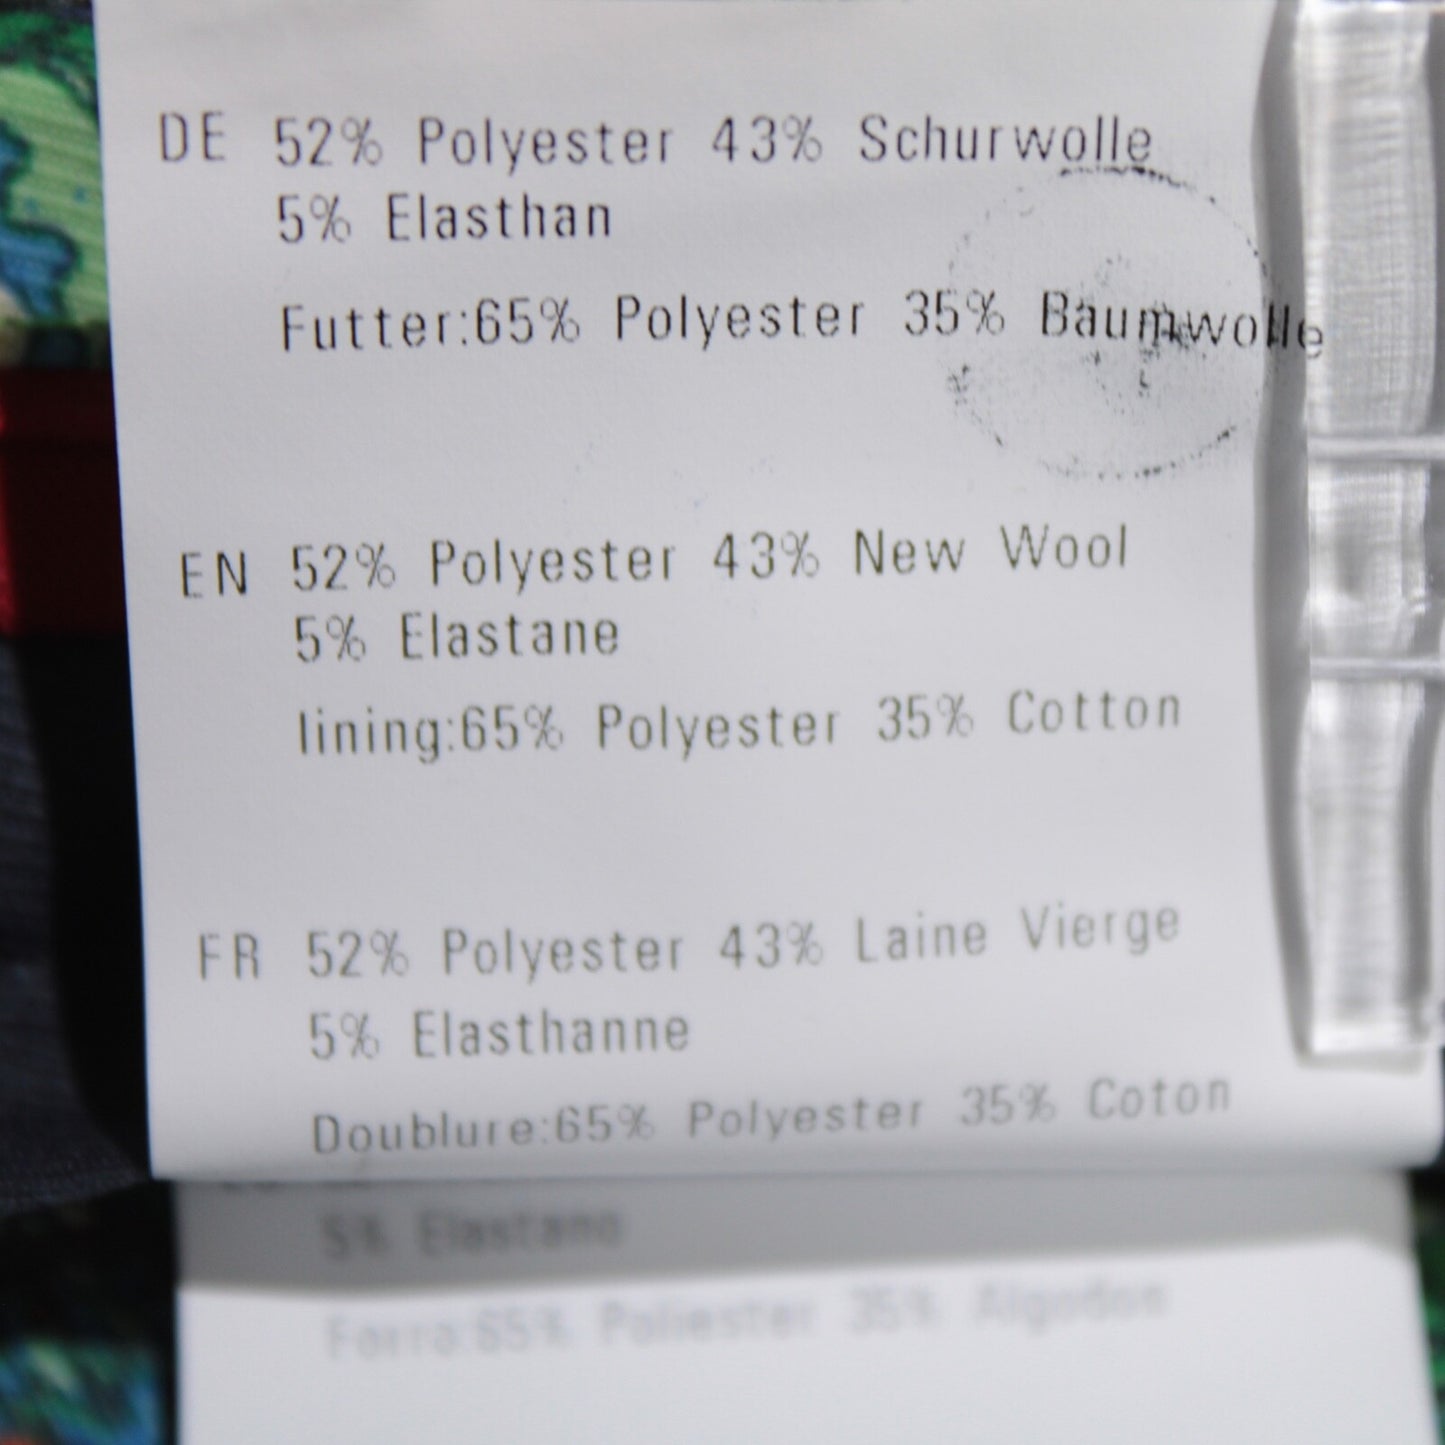 DE 52% Polyester 43% Schurwolle
5% Elasthan
Futter:65% Polyester 35% Baumwolle
EN 52% Polyester 43% New Wool
5% Elastane
lining:65% Polyester 35% Cotton
FR 52% Polyester 43% Laine Vierge
5% Elasthanne
Doublure:65% Polyester 35% Coton
5% Elastano
Forro:65% Poliester 35% Algodon